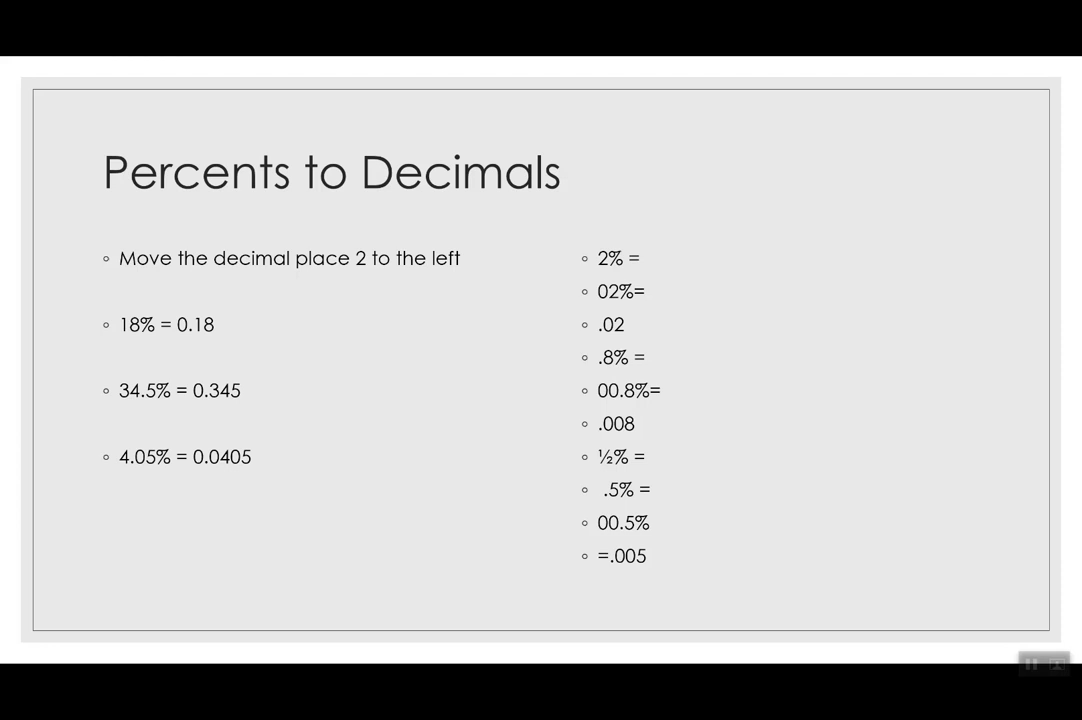 Percents to Decimals
◦ Move the decimal place 2 to the left
◦ 18% = 0.18
◦ 34.5% = 0.345
◦ 4.05% = 0.0405
◦ 2% =
◦ 02%=
◦ .02
◦ .8% =
◦ 00.8%=
◦ .008
◦ ½% =
◦ .5% =
◦ 00.5%
◦ =.005